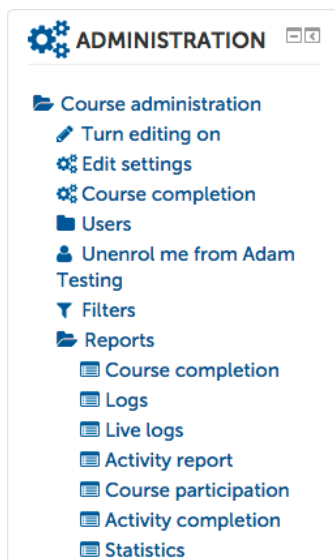 ADMINISTRATION
Course administration
Turn editing on
Edit settings
Course completion
Users
Unenrol me from Adam
Testing
Filters
Reports
Course completion
Logs
Live logs
Activity report
Course participation
Activity completion
Statistics